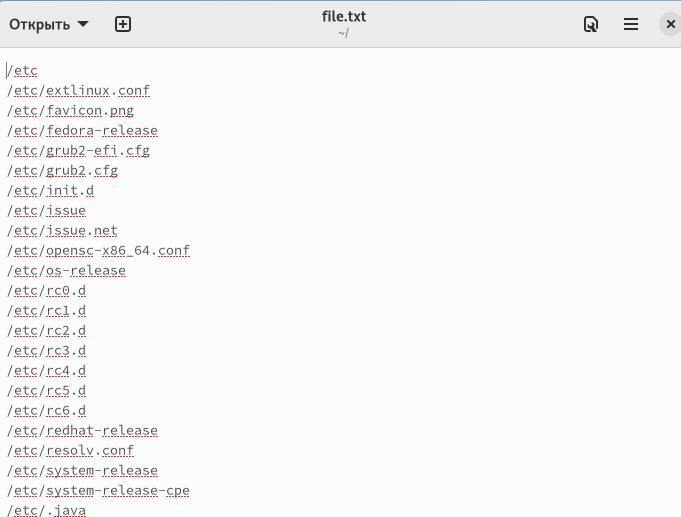 Открыть
file.txt
~/
/etc
/etc/extlinux.conf
/etc/favicon.png
/etc/fedora-release
/etc/grub2-efi.cfg
/etc/grub2.cfg
/etc/init.d
/etc/issue
/etc/issue.net
/etc/opensc-x86_64.conf
/etc/os-release
/etc/rc0.d
/etc/rc1.d
/etc/rc2.d
/etc/rc3.d
/etc/rc4.d
/etc/rc5.d
/etc/rc6.d
/etc/redhat-release
/etc/resolv.conf
/etc/system-release
/etc/system-release-cpe
/etc/.java